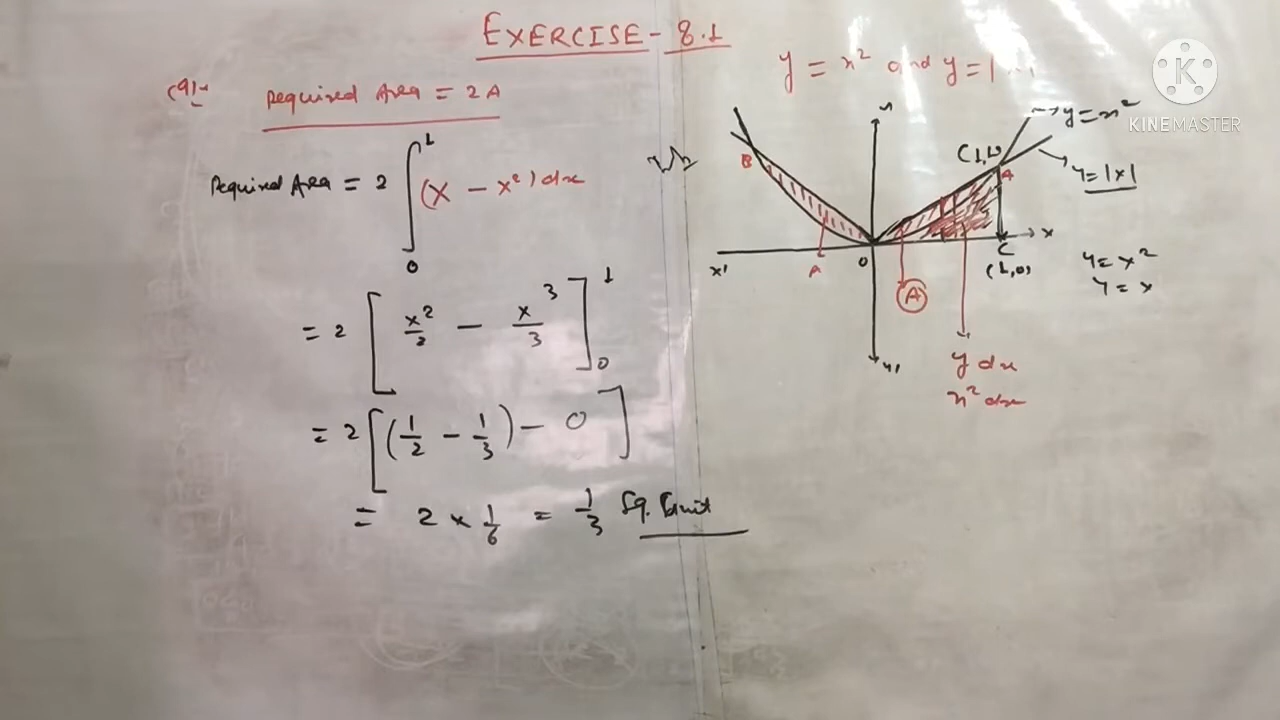 EXERCISE - 8.1
(9)
Required Area = 2A
y = x² and y = |
KINEMASTER
Required Area = 2 ∫₀¹ (x - x²) dx
= 2 [ x²/2 - x³/3 ]₀¹
= 2 [ (1/2 - 1/3) - 0 ]
= 2 × 1/6 = 1/3 Sq. Unit
y = x²
(1,1)
y = |x|
B
A
x
x'
A
O
C
(1,0)
y = x²
y = x
A
y dx
x² dx